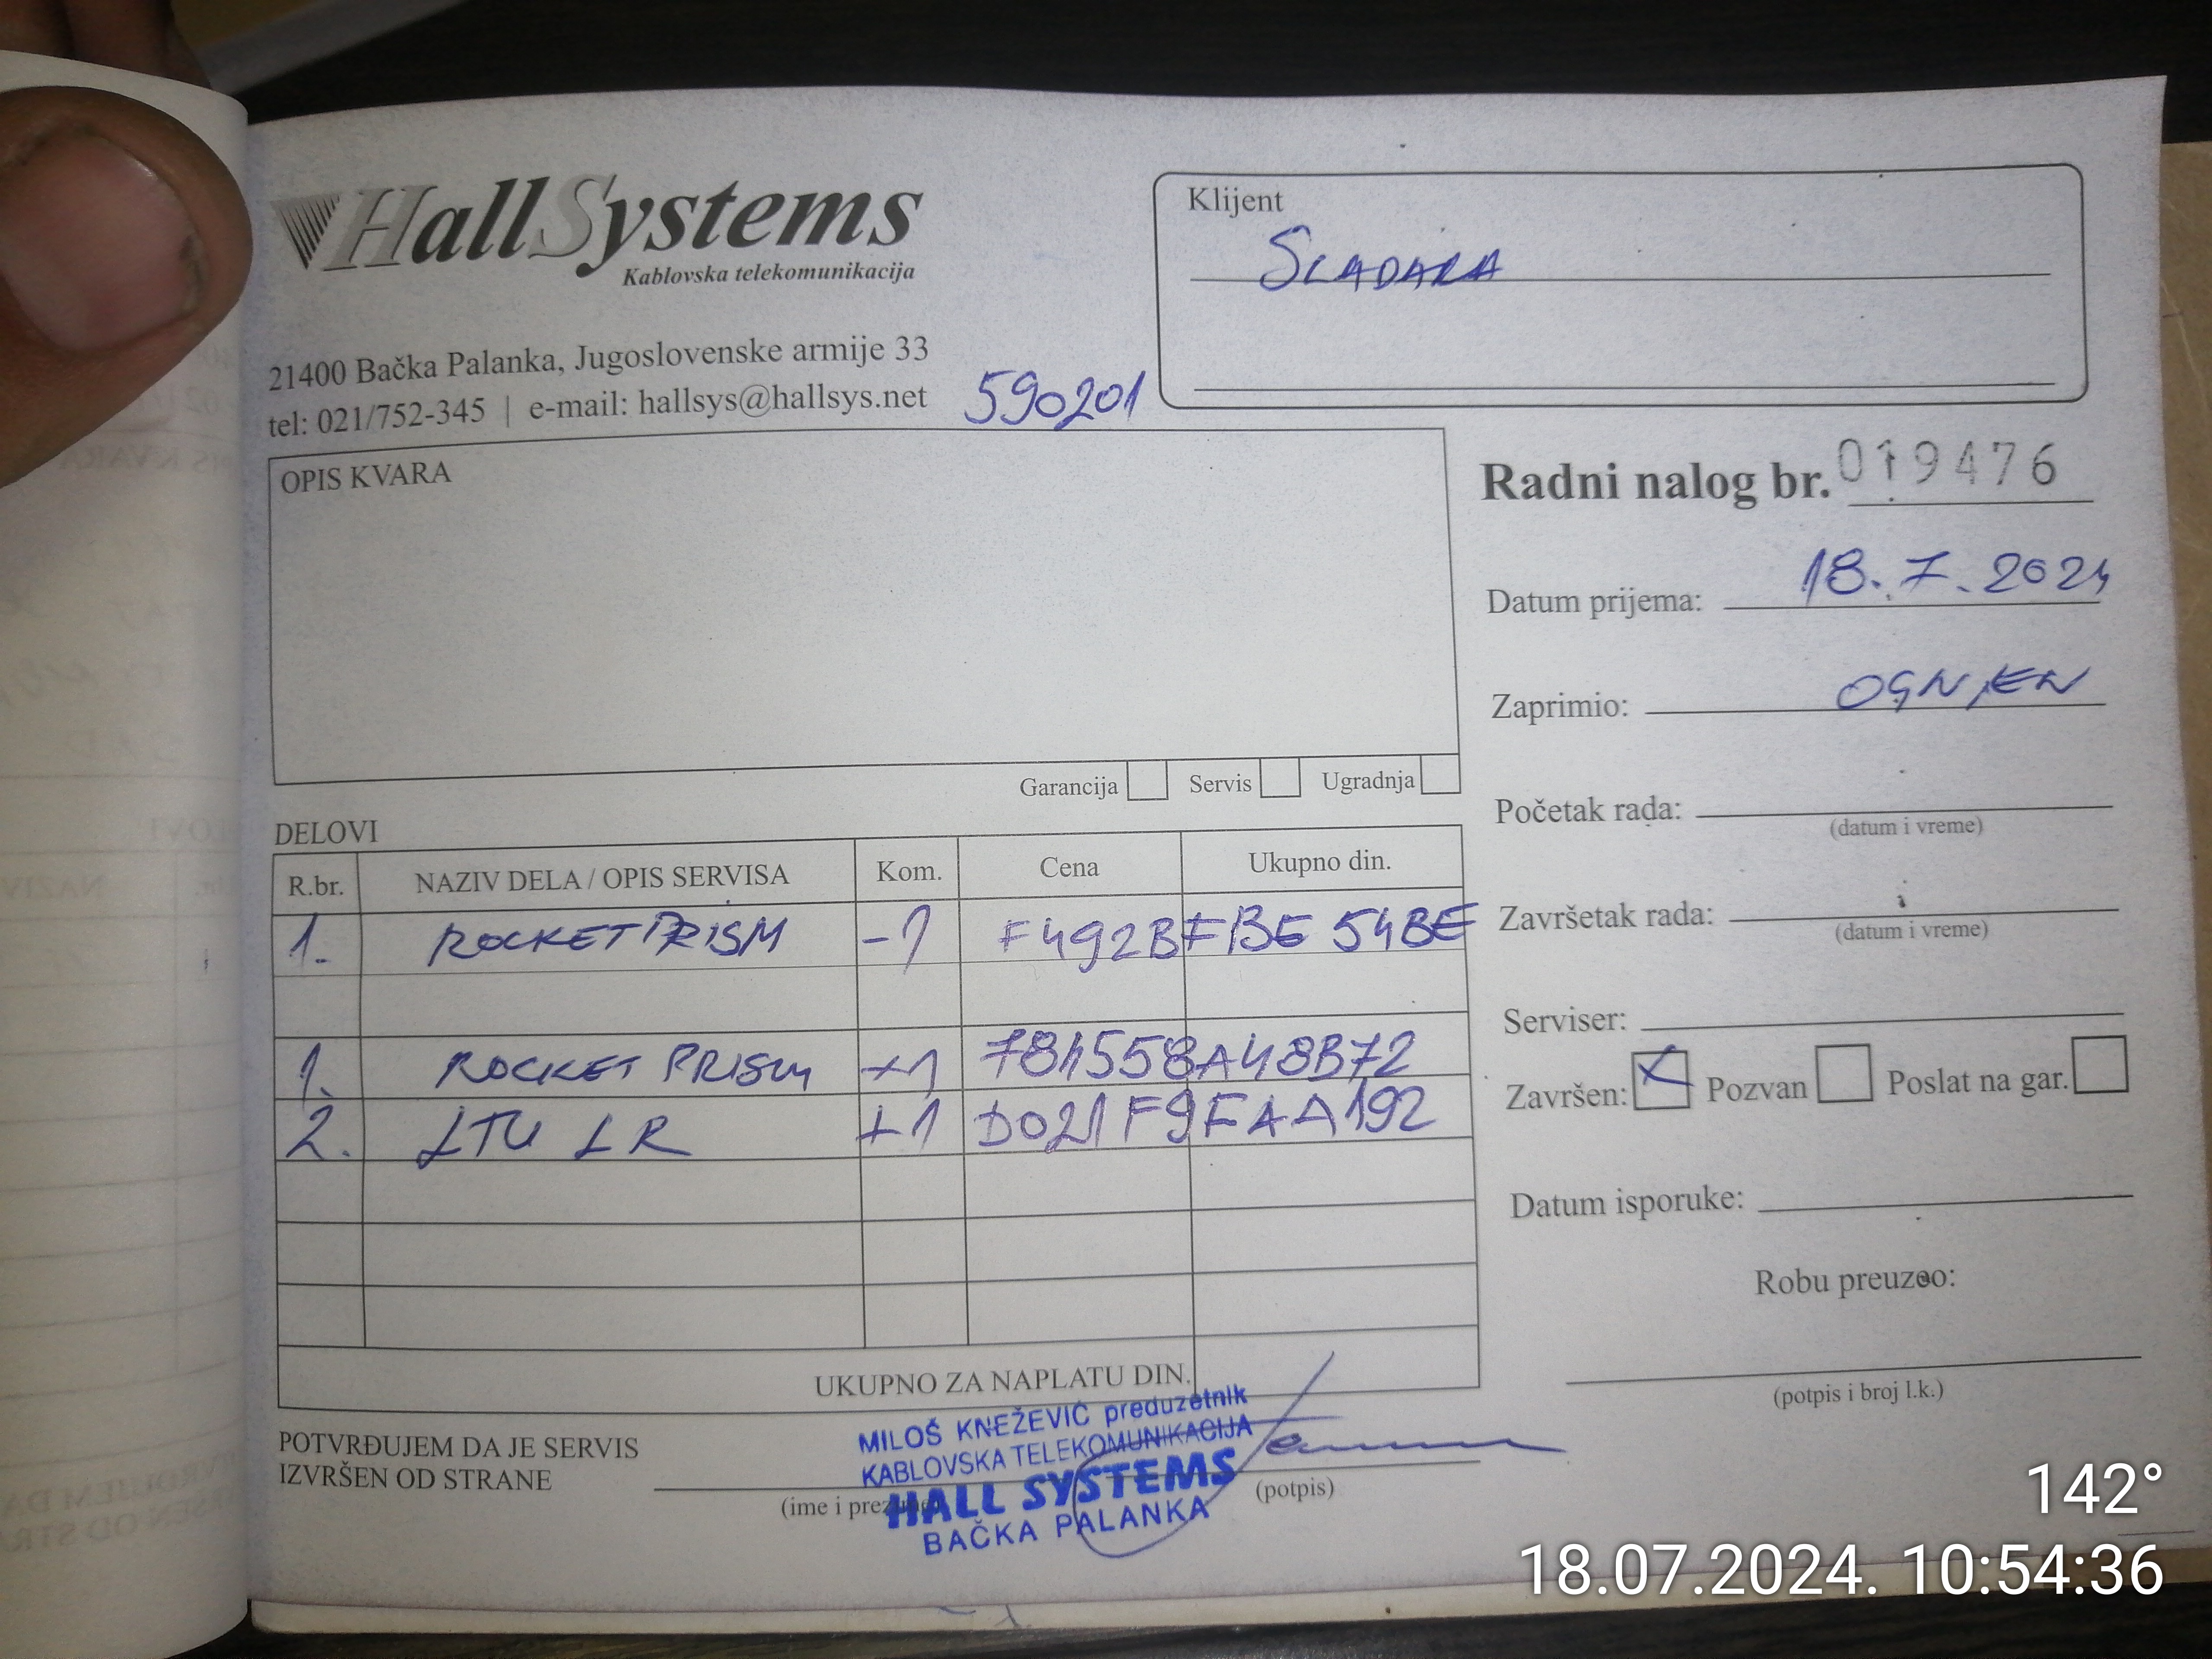 HallSystems
Kablovska telekomunikacija
21400 Bačka Palanka, Jugoslovenske armije 33
tel: 021/752-345 | e-mail: hallsys@hallsys.net
590201
Klijent
SLADARA
OPIS KVARA
Garancija Servis Ugradnja
Radni nalog br. 019476
Datum prijema: 18.7.2024
Zaprimio: OGNJEN
Početak rada:
(datum i vreme)
Završetak rada:
(datum i vreme)
Serviser:
Završen: X Pozvan Poslat na gar.
Datum isporuke:
Robu preuzeo:
(potpis i broj l.k.)
DELOVI
R.br. NAZIV DELA / OPIS SERVISA Kom. Cena Ukupno din.
1. ROCKET PRISM -1 F492BFBE54BE
1. ROCKET PRISM +1 784558A48B72
2. LTU LR +1 D021F9FAA192
UKUPNO ZA NAPLATU DIN.
POTVRĐUJEM DA JE SERVIS
IZVRŠEN OD STRANE
(potpis)
MILOŠ KNEŽEVIĆ preduzetnik
KABLOVSKA TELEKOMUNIKACIJA
HALL SYSTEMS
BAČKA PALANKA
142°
18.07.2024. 10:54:36